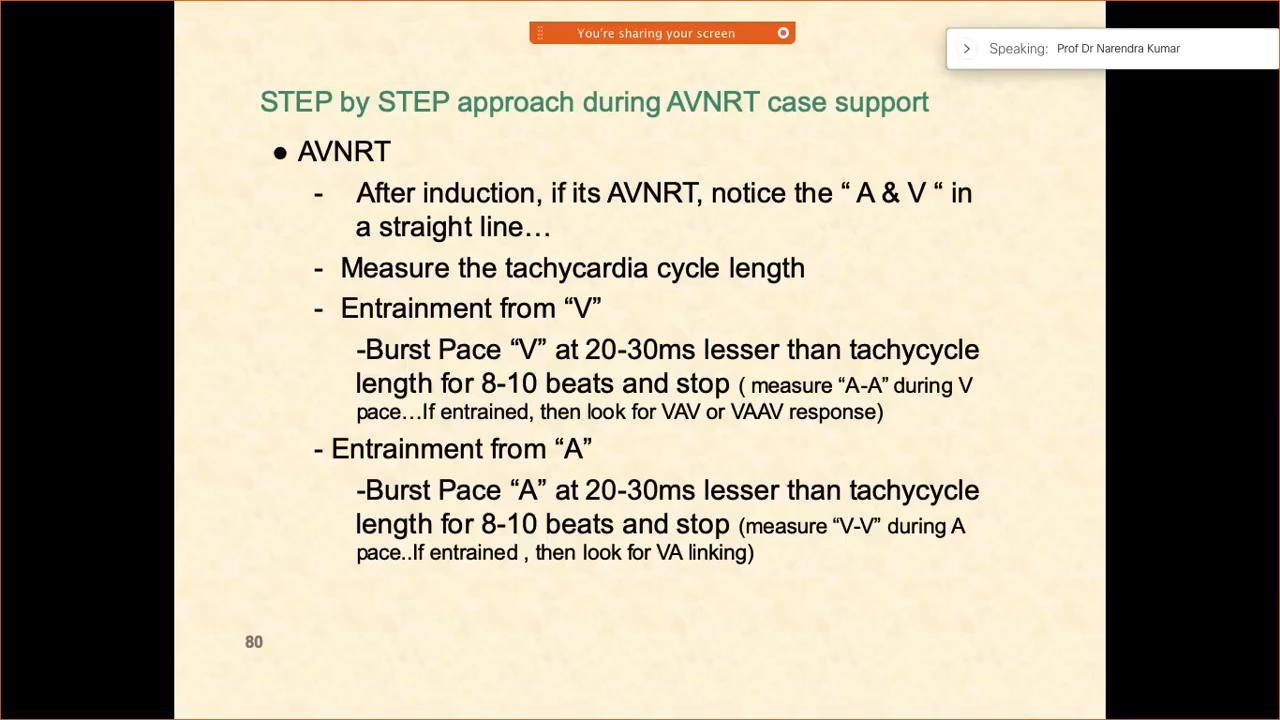 You're sharing your screen
Speaking: Prof Dr Narendra Kumar
STEP by STEP approach during AVNRT case support
● AVNRT
- After induction, if its AVNRT, notice the “ A & V “ in
a straight line…
- Measure the tachycardia cycle length
- Entrainment from “V”
-Burst Pace “V” at 20-30ms lesser than tachycycle
length for 8-10 beats and stop ( measure “A-A” during V
pace…If entrained, then look for VAV or VAAV response)
- Entrainment from “A”
-Burst Pace “A” at 20-30ms lesser than tachycycle
length for 8-10 beats and stop (measure “V-V” during A
pace..If entrained , then look for VA linking)
80